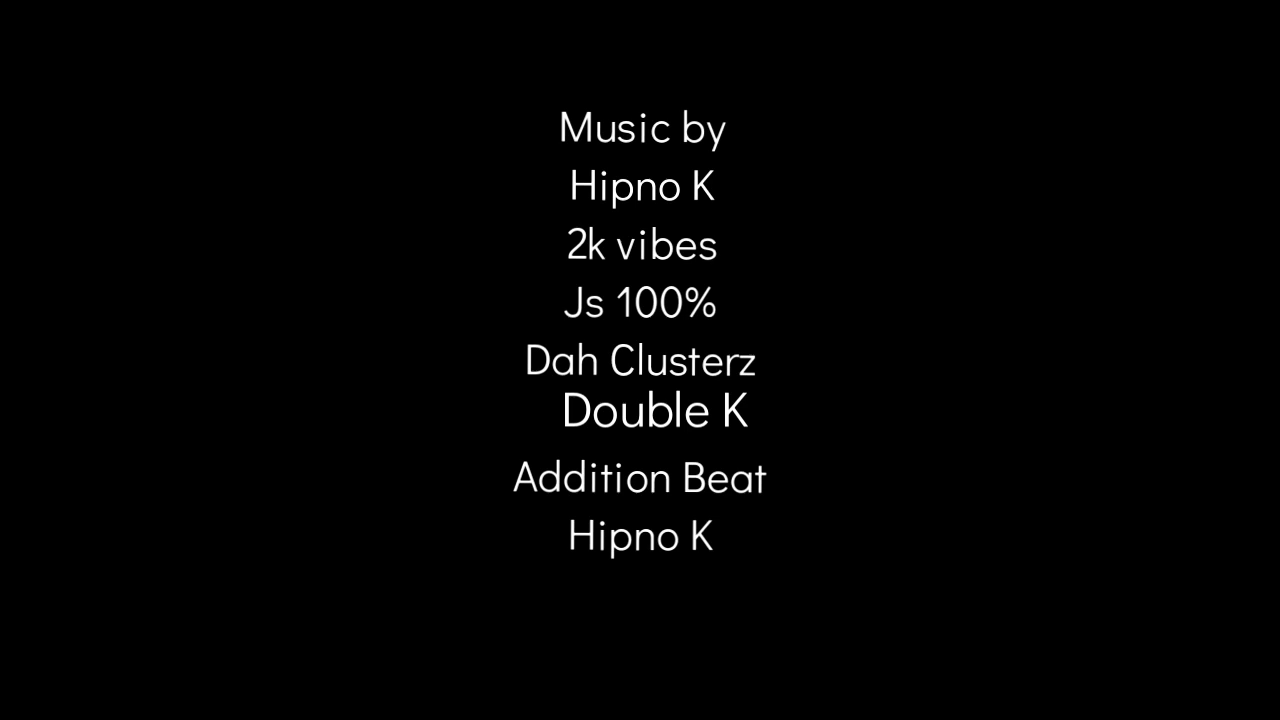 Music by
Hipno K
2k vibes
Js 100%
Dah Clusterz
Double K
Addition Beat
Hipno K